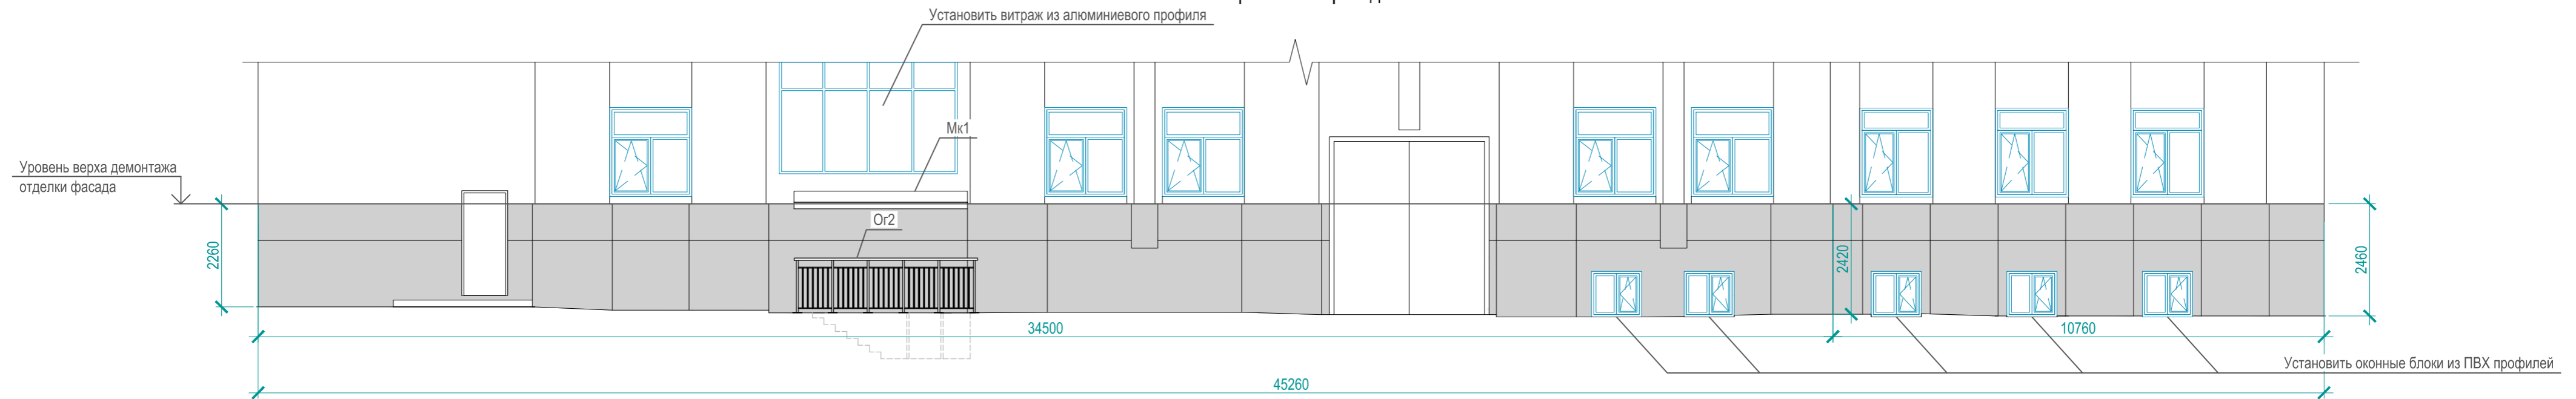 Установить витраж из алюминиевого профиля
Мк1
Уровень верха демонтажа
отделки фасада
Ог2
2260
2420
2460
34500
10760
Установить оконные блоки из ПВХ профилей
45260